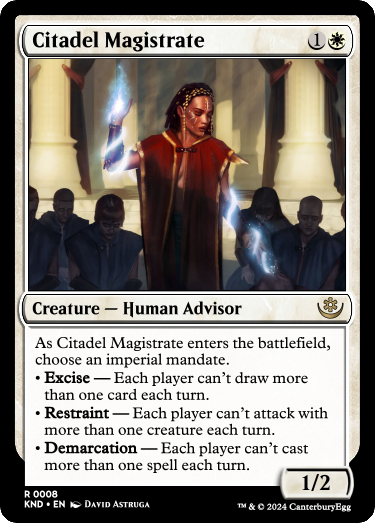 Citadel Magistrate 1
Creature — Human Advisor
As Citadel Magistrate enters the battlefield,
choose an imperial mandate.
• Excise — Each player can't draw more
than one card each turn.
• Restraint — Each player can't attack with
more than one creature each turn.
• Demarcation — Each player can't cast
more than one spell each turn.
1/2
R 0008
KND • EN David Astruga
™ & © 2024 CanterburyEgg